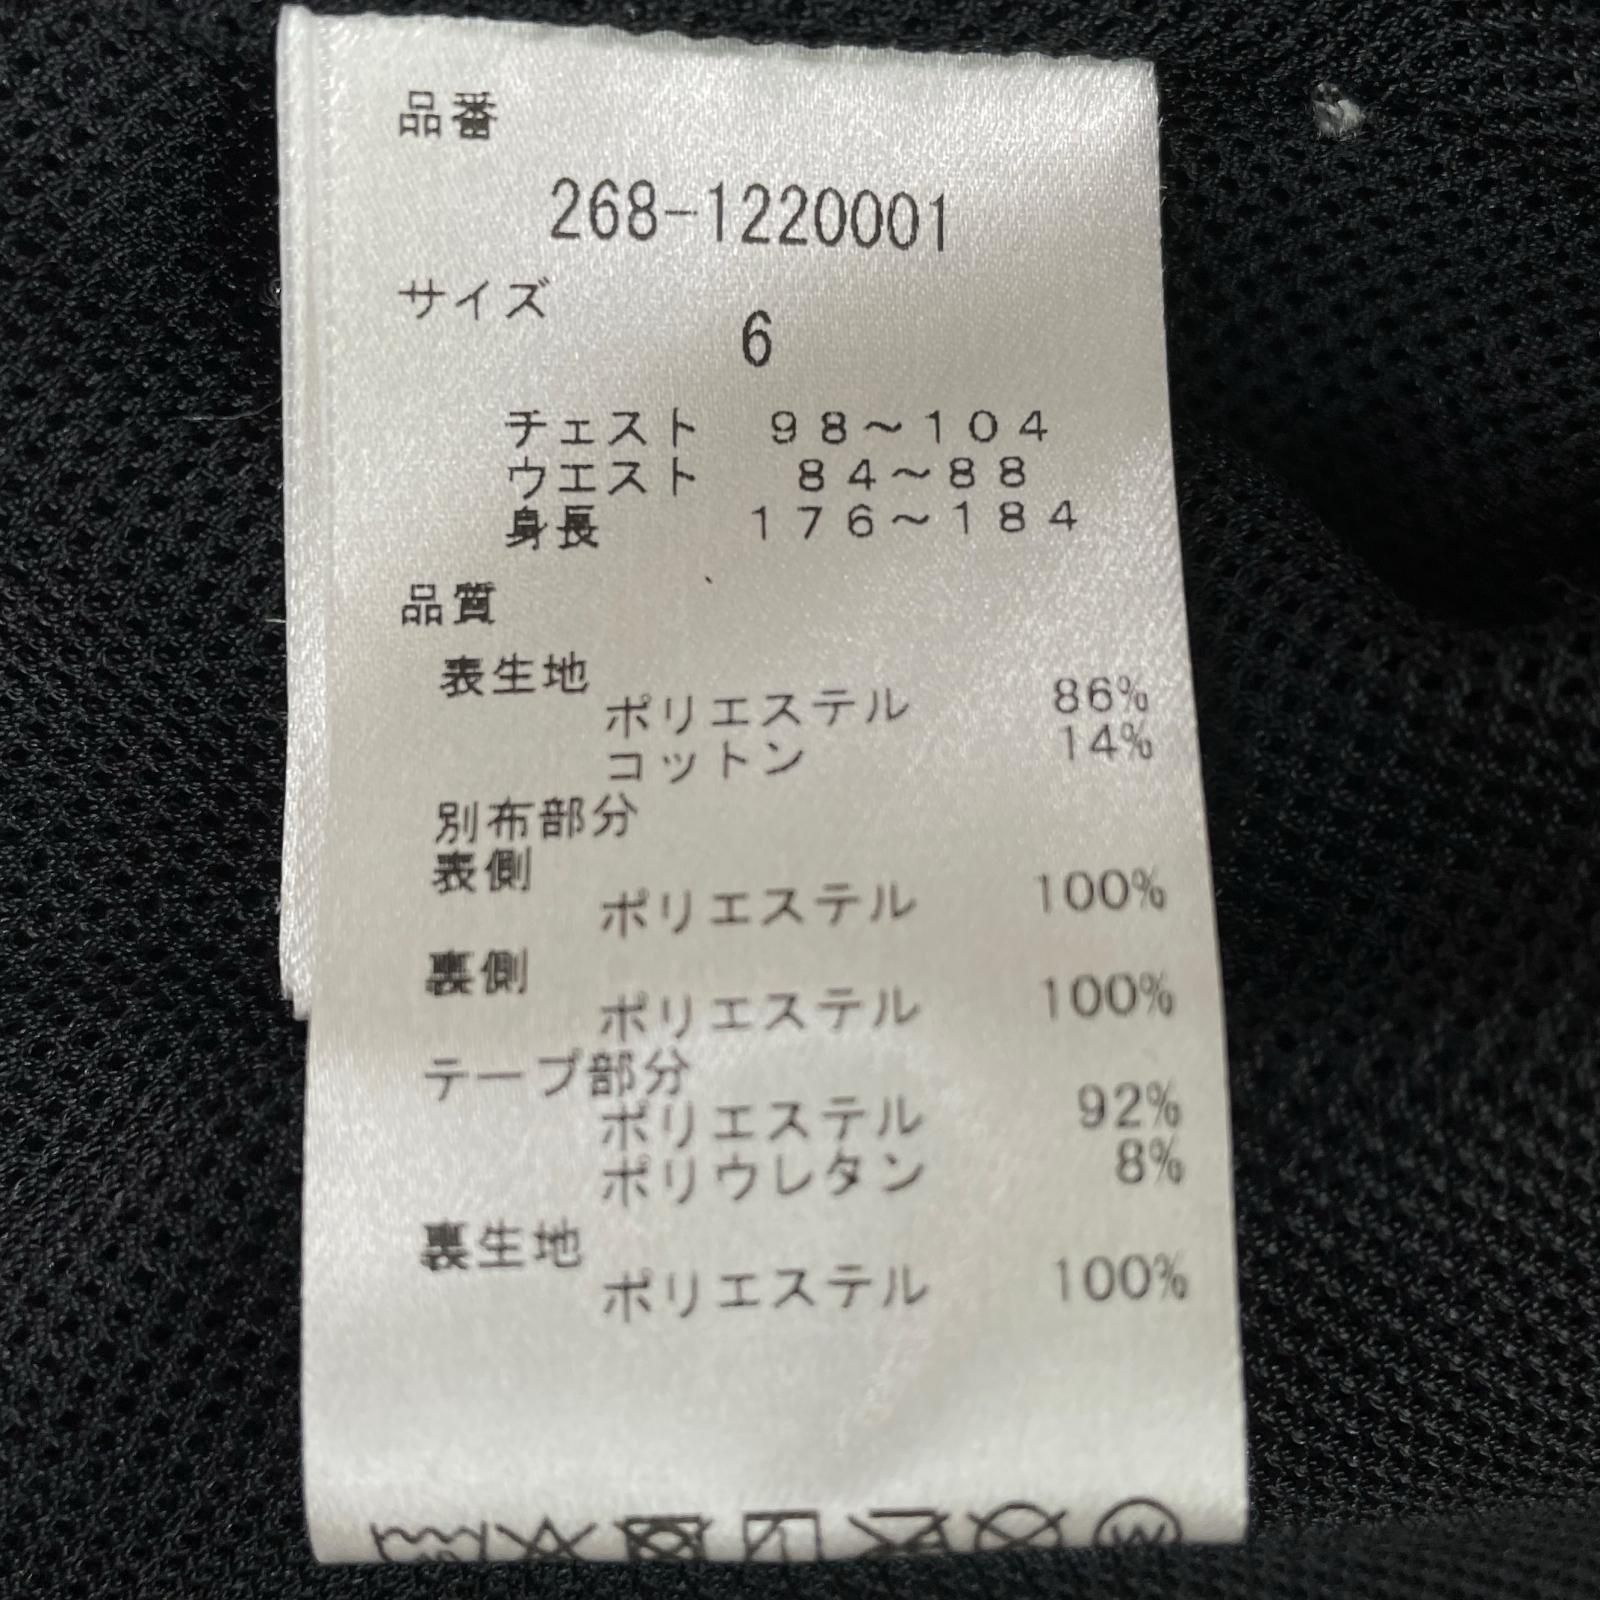 品番
268-1220001
サイズ
6
チェスト 98~104
ウエスト 84~88
身長 176~184
品質
表生地
ポリエステル 86%
コットン 14%
別布部分
表側
ポリエステル 100%
裏側
ポリエステル 100%
テープ部分
ポリエステル 92%
ポリウレタン 8%
裏生地
ポリエステル 100%
W